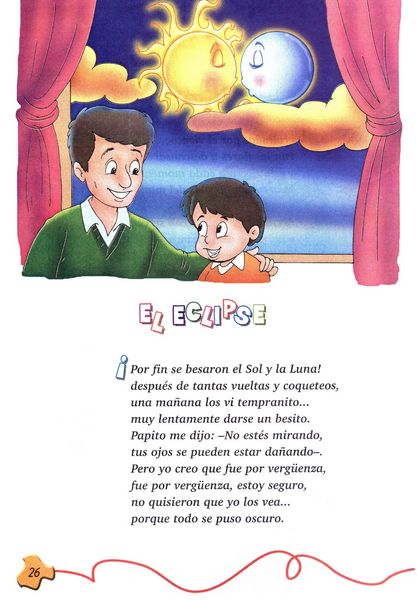 EL ECLIPSE
¡Por fin se besaron el Sol y la Luna!
después de tantas vueltas y coqueteos,
una mañana los vi tempranito...
muy lentamente darse un besito.
Papito me dijo: –No estés mirando,
tus ojos se pueden estar dañando–.
Pero yo creo que fue por vergüenza,
fue por vergüenza, estoy seguro,
no quisieron que yo los vea...
porque todo se puso oscuro.
26